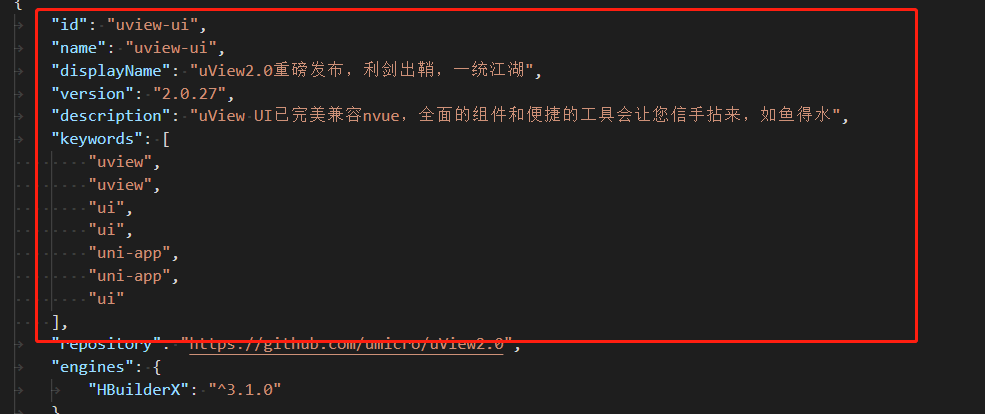 {
"id": "uview-ui",
"name": "uview-ui",
"displayName": "uView2.0重磅发布，利剑出鞘，一统江湖",
"version": "2.0.27",
"description": "uView UI已完美兼容nvue，全面的组件和便捷的工具会让您信手拈来，如鱼得水",
"keywords": [
"uview",
"uview",
"ui",
"ui",
"uni-app",
"uni-app",
"ui"
],
"repository": "https://github.com/umicro/uView2.0",
"engines": {
"HBuilderX": "^3.1.0"
}